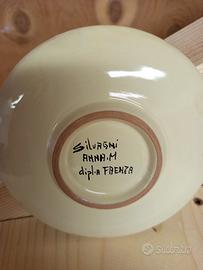 Silvagni
ANNA.M
dipl.a FAENZA
subito